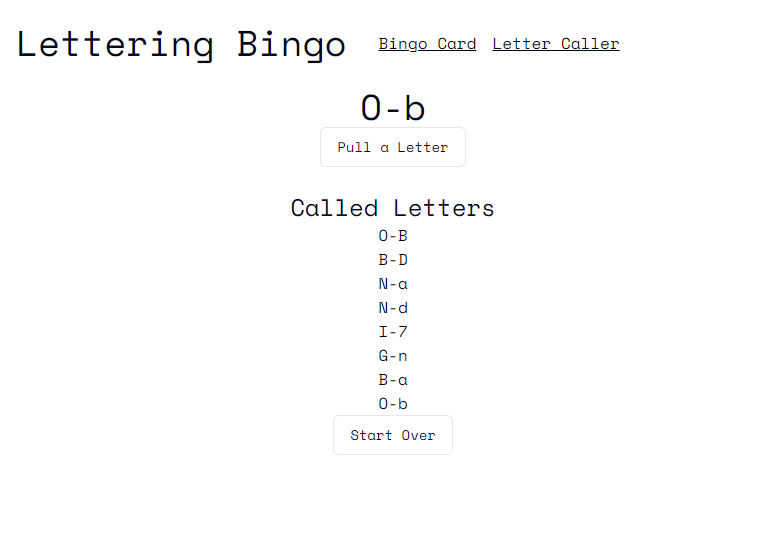 Lettering Bingo Bingo Card Letter Caller
O-b
Pull a Letter
Called Letters
O-B
B-D
N-a
N-d
I-7
G-n
B-a
O-b
Start Over